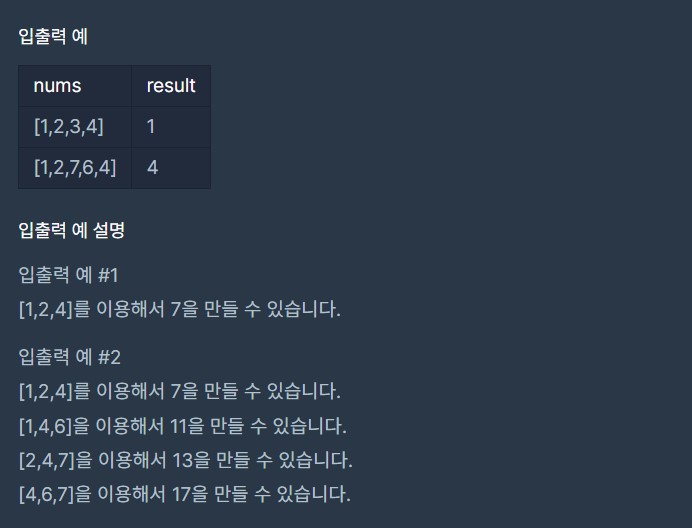 입출력 예
nums result
[1,2,3,4] 1
[1,2,7,6,4] 4
입출력 예 설명
입출력 예 #1
[1,2,4]를 이용해서 7을 만들 수 있습니다.
입출력 예 #2
[1,2,4]를 이용해서 7을 만들 수 있습니다.
[1,4,6]을 이용해서 11을 만들 수 있습니다.
[2,4,7]을 이용해서 13을 만들 수 있습니다.
[4,6,7]을 이용해서 17을 만들 수 있습니다.